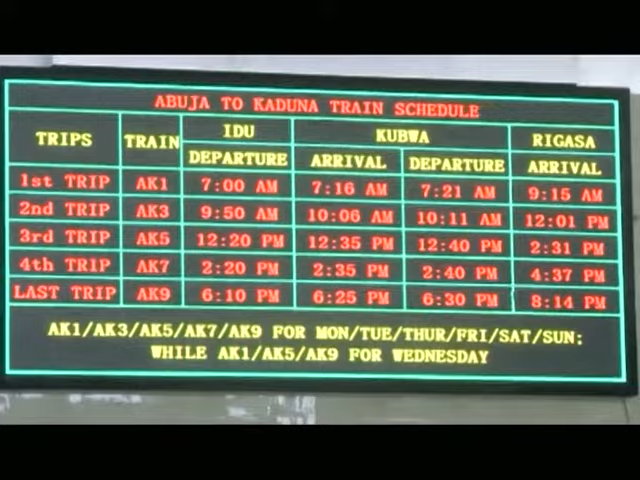 ABUJA TO KADUNA TRAIN SCHEDULE
TRIPS TRAIN IDU KUBWA RIGASA
DEPARTURE ARRIVAL DEPARTURE ARRIVAL
1st TRIP AK1 7:00 AM 7:16 AM 7:21 AM 9:15 AM
2nd TRIP AK3 9:50 AM 10:06 AM 10:11 AM 12:01 PM
3rd TRIP AK5 12:20 PM 12:35 PM 12:40 PM 2:31 PM
4th TRIP AK7 2:20 PM 2:35 PM 2:40 PM 4:37 PM
LAST TRIP AK9 6:10 PM 6:25 PM 6:30 PM 8:14 PM
AK1/AK3/AK5/AK7/AK9 FOR MON/TUE/THUR/FRI/SAT/SUN:
WHILE AK1/AK5/AK9 FOR WEDNESDAY